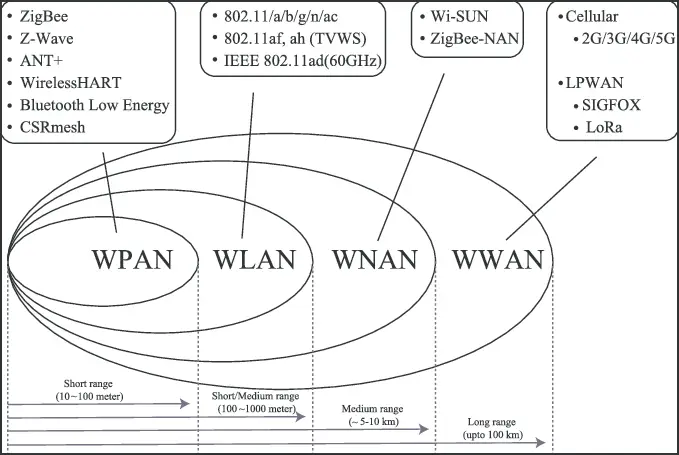 • ZigBee
• Z-Wave
• ANT+
• WirelessHART
• Bluetooth Low Energy
• CSRmesh
• 802.11/a/b/g/n/ac
• 802.11af, ah (TVWS)
• IEEE 802.11ad(60GHz)
• Wi-SUN
• ZigBee-NAN
• Cellular
• 2G/3G/4G/5G
• LPWAN
• SIGFOX
• LoRa
WPAN
WLAN
WNAN
WWAN
Short range
(10~100 meter)
Short/Medium range
(100~1000 meter)
Medium range
(~ 5-10 km)
Long range
(upto 100 km)